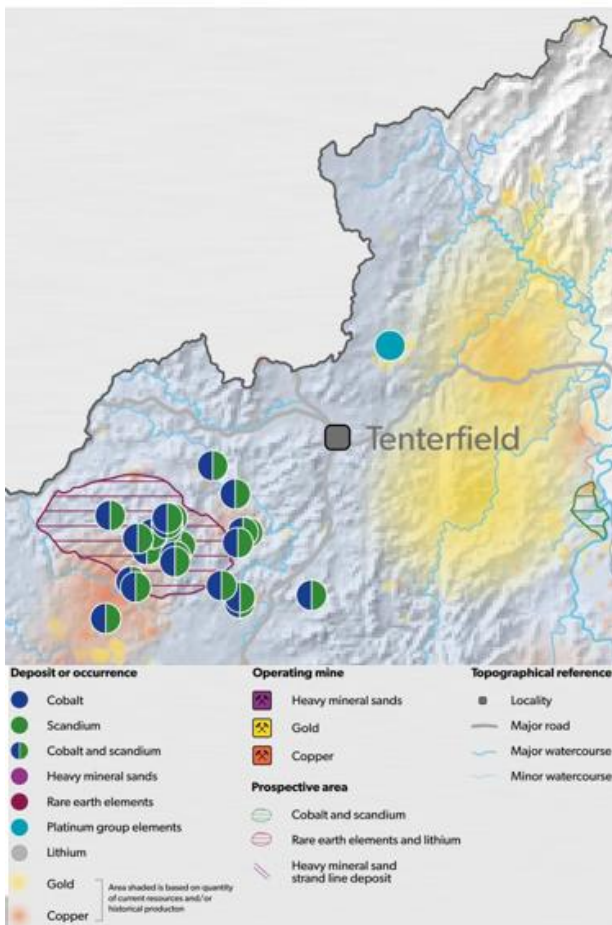 Tenterfield
Deposit or occurrence
Cobalt
Scandium
Cobalt and scandium
Heavy mineral sands
Rare earth elements
Platinum group elements
Lithium
Gold
Copper
Area shaded is based on quantity
of current resources and/or
historical producton
Operating mine
Heavy mineral sands
Gold
Copper
Prospective area
Cobalt and scandium
Rare earth elements and lithium
Heavy mineral sand
strand line deposit
Topographical reference
Locality
Major road
Major watercourse
Minor watercourse